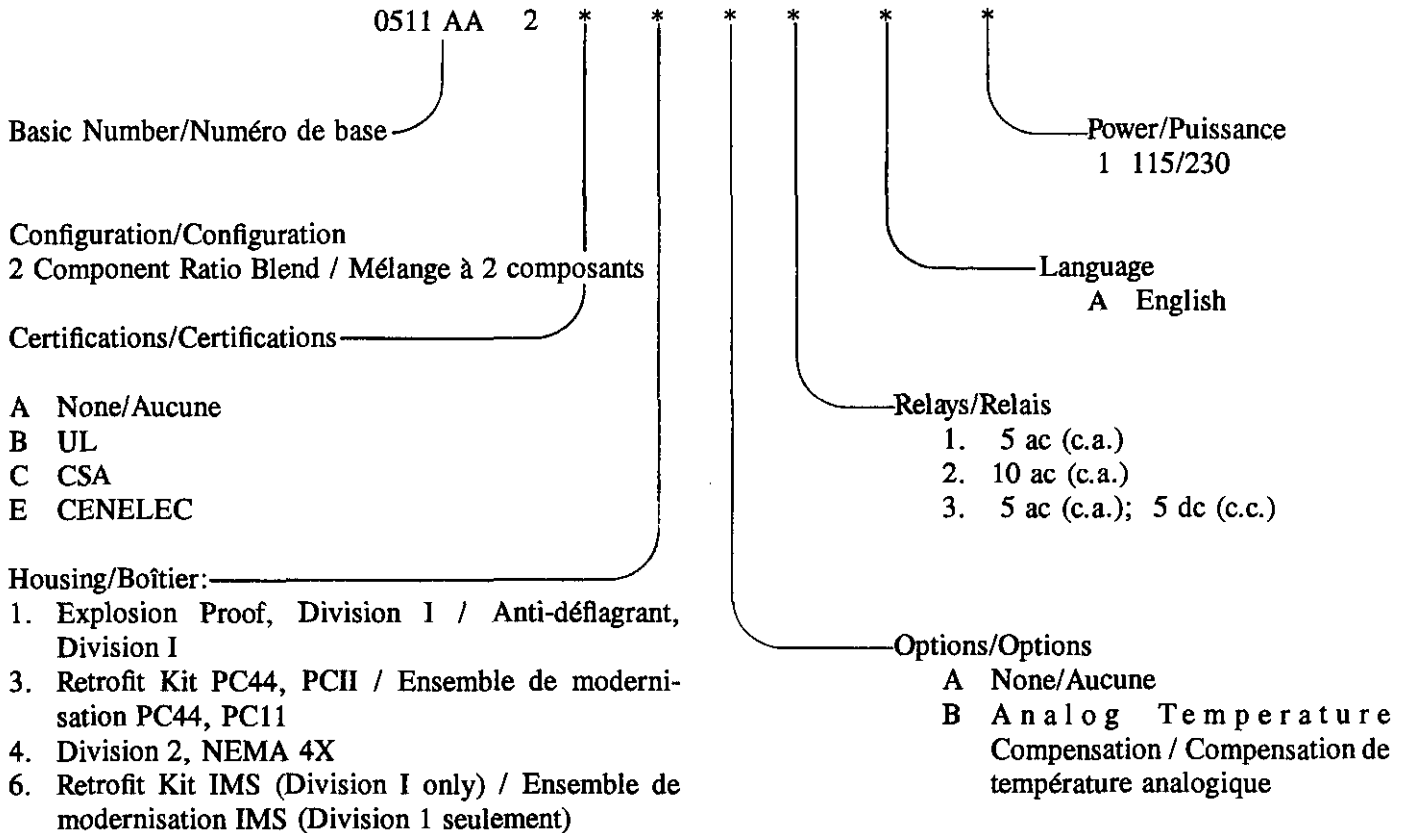 0511 AA 2 * * * * * *
Basic Number/Numéro de base
Power/Puissance
1 115/230
Configuration/Configuration
2 Component Ratio Blend / Mélange à 2 composants
Language
A English
Certifications/Certifications
A None/Aucune
B UL
C CSA
E CENELEC
Relays/Relais
1. 5 ac (c.a.)
2. 10 ac (c.a.)
3. 5 ac (c.a.); 5 dc (c.c.)
Housing/Boîtier:
1. Explosion Proof, Division I / Anti-déflagrant,
Division I
3. Retrofit Kit PC44, PCII / Ensemble de moderni-
sation PC44, PC11
4. Division 2, NEMA 4X
6. Retrofit Kit IMS (Division I only) / Ensemble de
modernisation IMS (Division 1 seulement)
Options/Options
A None/Aucune
B Analog Temperature
Compensation / Compensation de
température analogique